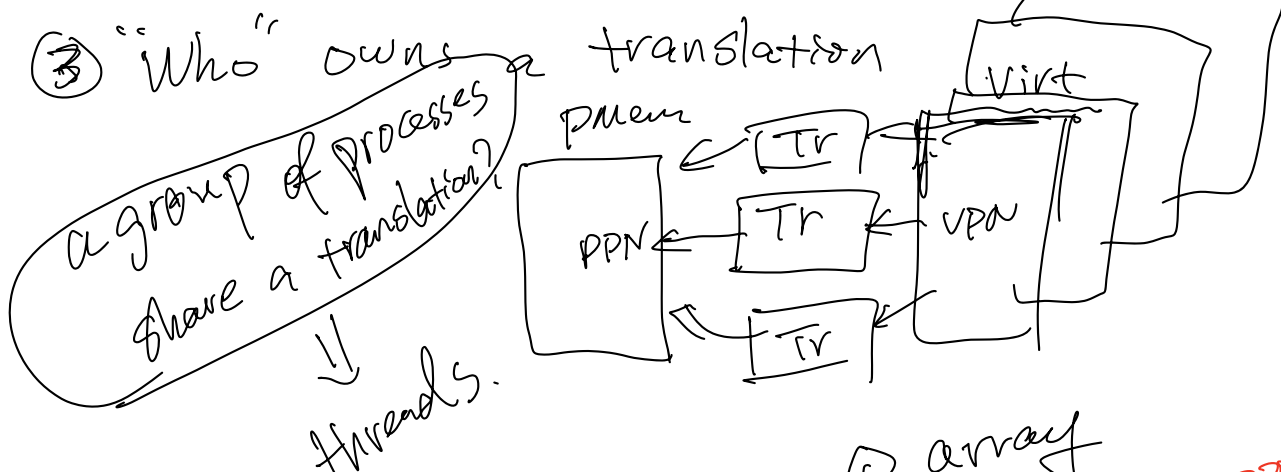 ③ "Who" owns a translation
a group of processes
share a translation?
⇓
threads.
pMem
Virt
Tr
PPN
Tr
VPN
Tr
array